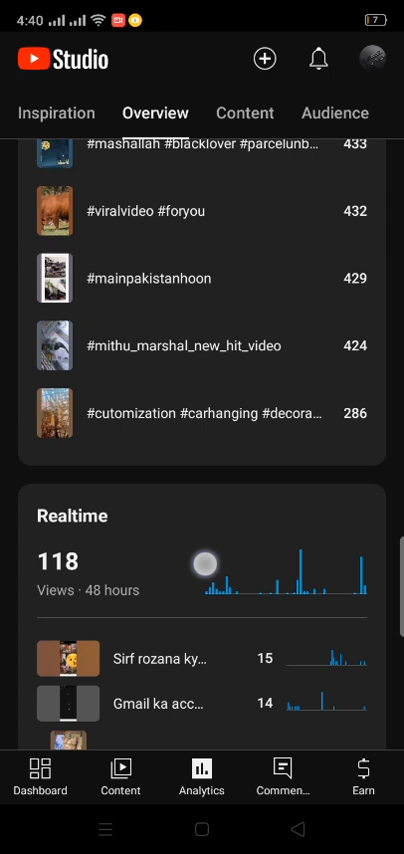 4:40
7
Studio
Inspiration Overview Content Audience
#mashallah #blacklover #parcelunb... 433
#viralvideo #foryou 432
#mainpakistanhoon 429
#mithu_marshal_new_hit_video 424
#cutomization #carhanging #decora... 286
Realtime
118
Views · 48 hours
Sirf rozana ky... 15
Gmail ka acc... 14
Dashboard Content Analytics Commen... Earn